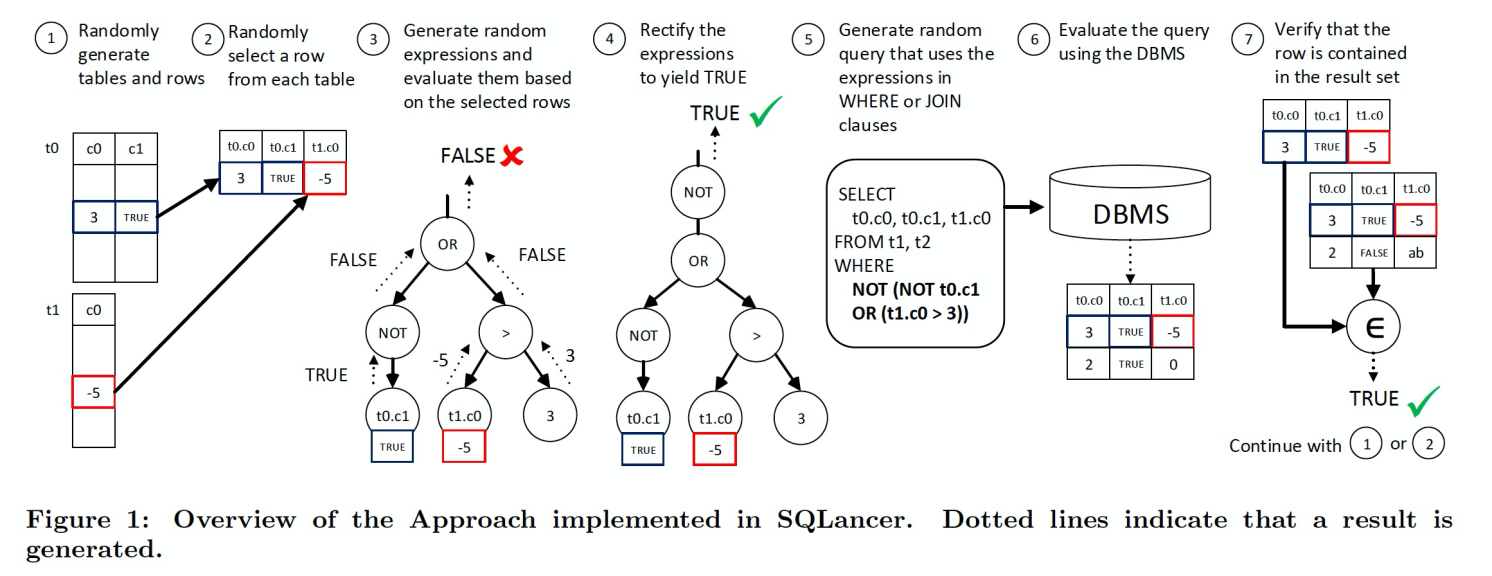 1 Randomly
generate
tables and rows
2 Randomly
select a row
from each table
3 Generate random
expressions and
evaluate them based
on the selected rows
4 Rectify the
expressions
to yield TRUE
5 Generate random
query that uses the
expressions in
WHERE or JOIN
clauses
6 Evaluate the query
using the DBMS
7 Verify that the
row is contained
in the result set
t0 c0 c1
3 TRUE
t1 c0
-5
t0.c0 t0.c1 t1.c0
3 TRUE -5
FALSE ✘
OR
FALSE FALSE
NOT >
TRUE -5 3
t0.c1 t1.c0 3
TRUE -5
TRUE ✓
NOT
OR
NOT >
t0.c1 t1.c0 3
TRUE -5
SELECT
t0.c0, t0.c1, t1.c0
FROM t1, t2
WHERE
NOT (NOT t0.c1
OR (t1.c0 > 3))
DBMS
t0.c0 t0.c1 t1.c0
3 TRUE -5
2 TRUE 0
t0.c0 t0.c1 t1.c0
3 TRUE -5
t0.c0 t0.c1 t1.c0
3 TRUE -5
2 FALSE ab
∈
TRUE ✓
Continue with 1 or 2
Figure 1: Overview of the Approach implemented in SQLancer. Dotted lines indicate that a result is
generated.